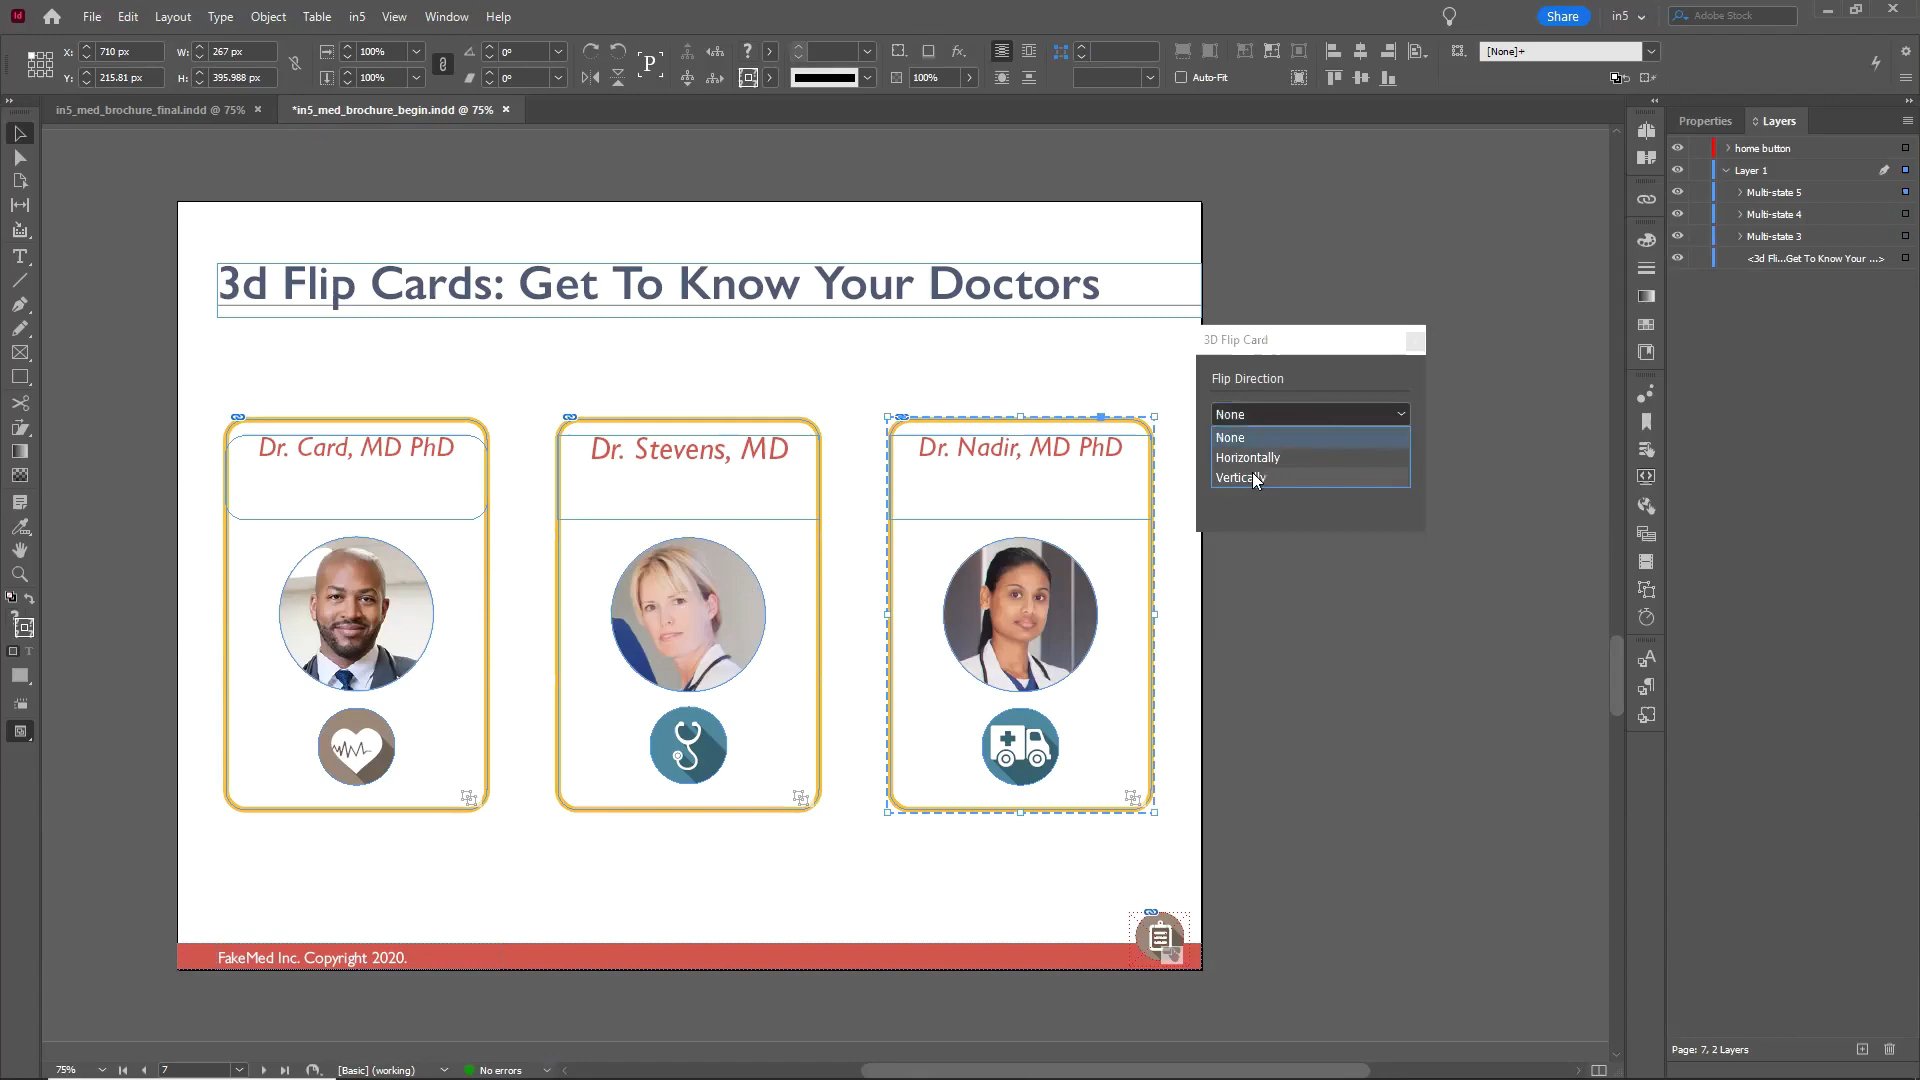 Id
File Edit Layout Type Object Table in5 View Window Help
Share
in5
Adobe Stock
X: 710 px W: 267 px 100% 0° P ? fx. [None]+
Y: 215.81 px H: 395.988 px 100% 0° 100% Auto-Fit
in5_med_brochure_final.indd @ 75%
*in5_med_brochure_begin.indd @ 75%
Properties
Layers
home button
Layer 1
Multi-state 5
Multi-state 4
Multi-state 3
<3d Fli...Get To Know Your ...>
3d Flip Cards: Get To Know Your Doctors
3D Flip Card
Flip Direction
None
None
Horizontally
Vertically
Dr. Card, MD PhD
Dr. Stevens, MD
Dr. Nadir, MD PhD
FakeMed Inc. Copyright 2020.
75% 7 [Basic] (working) No errors
Page: 7, 2 Layers